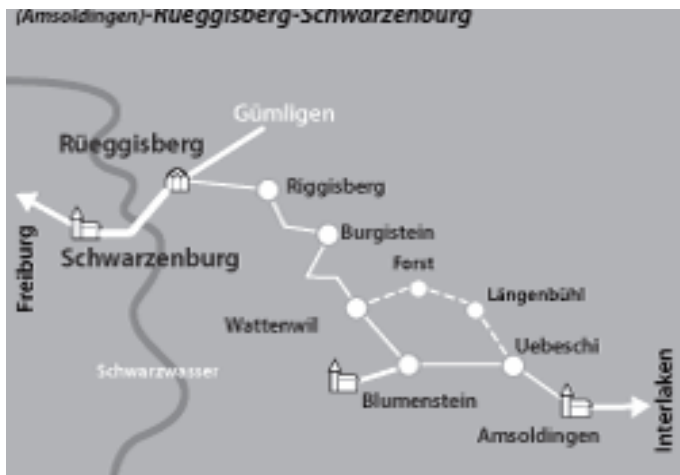 (Amsoldingen)-Rüeggisberg-Schwarzenburg
Gümligen
Rüeggisberg
Riggisberg
Burgistein
Freiburg
Schwarzenburg
Forst
Längenbühl
Wattenwil
Uebeschi
Schwarzwasser
Blumenstein
Amsoldingen
Interlaken